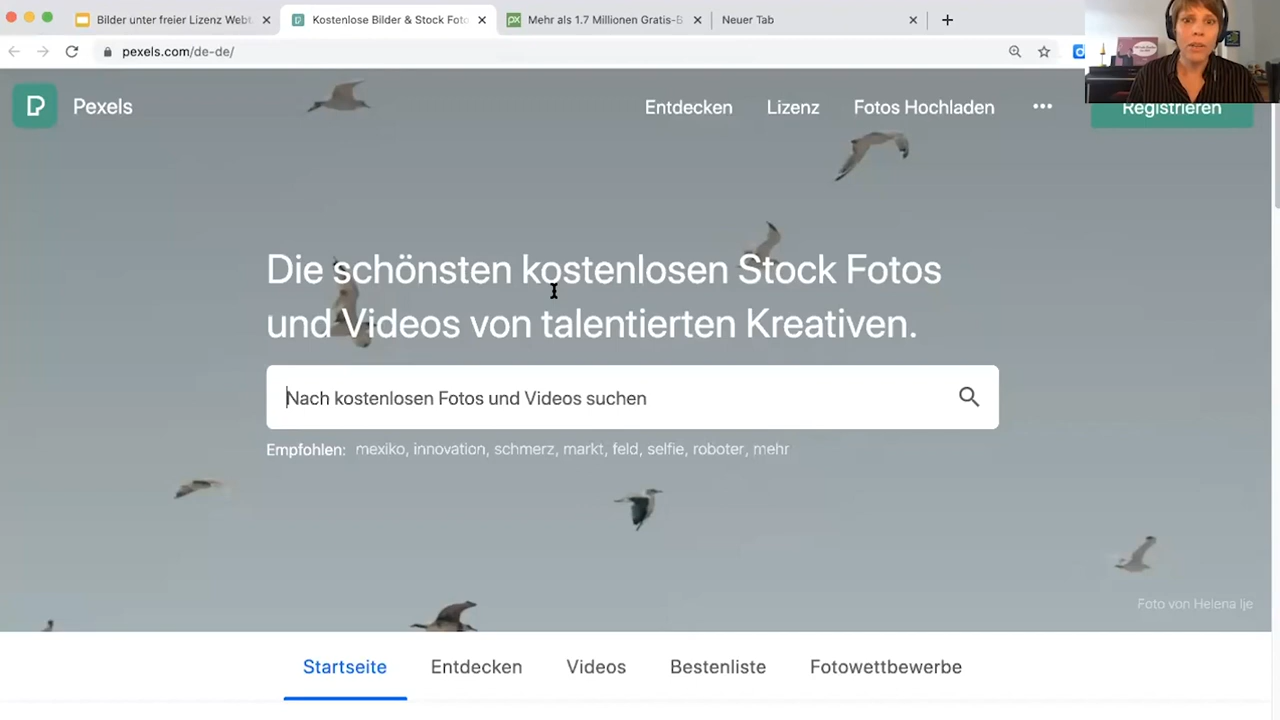 Bilder unter freier Lizenz Webt
Kostenlose Bilder & Stock Foto
Mehr als 1.7 Millionen Gratis-B
Neuer Tab
pexels.com/de-de/
Pexels
Entdecken
Lizenz
Fotos Hochladen
Registrieren
Die schönsten kostenlosen Stock Fotos
und Videos von talentierten Kreativen.
Nach kostenlosen Fotos und Videos suchen
Empfohlen: mexiko, innovation, schmerz, markt, feld, selfie, roboter, mehr
Foto von Helena Ije
Startseite
Entdecken
Videos
Bestenliste
Fotowettbewerbe